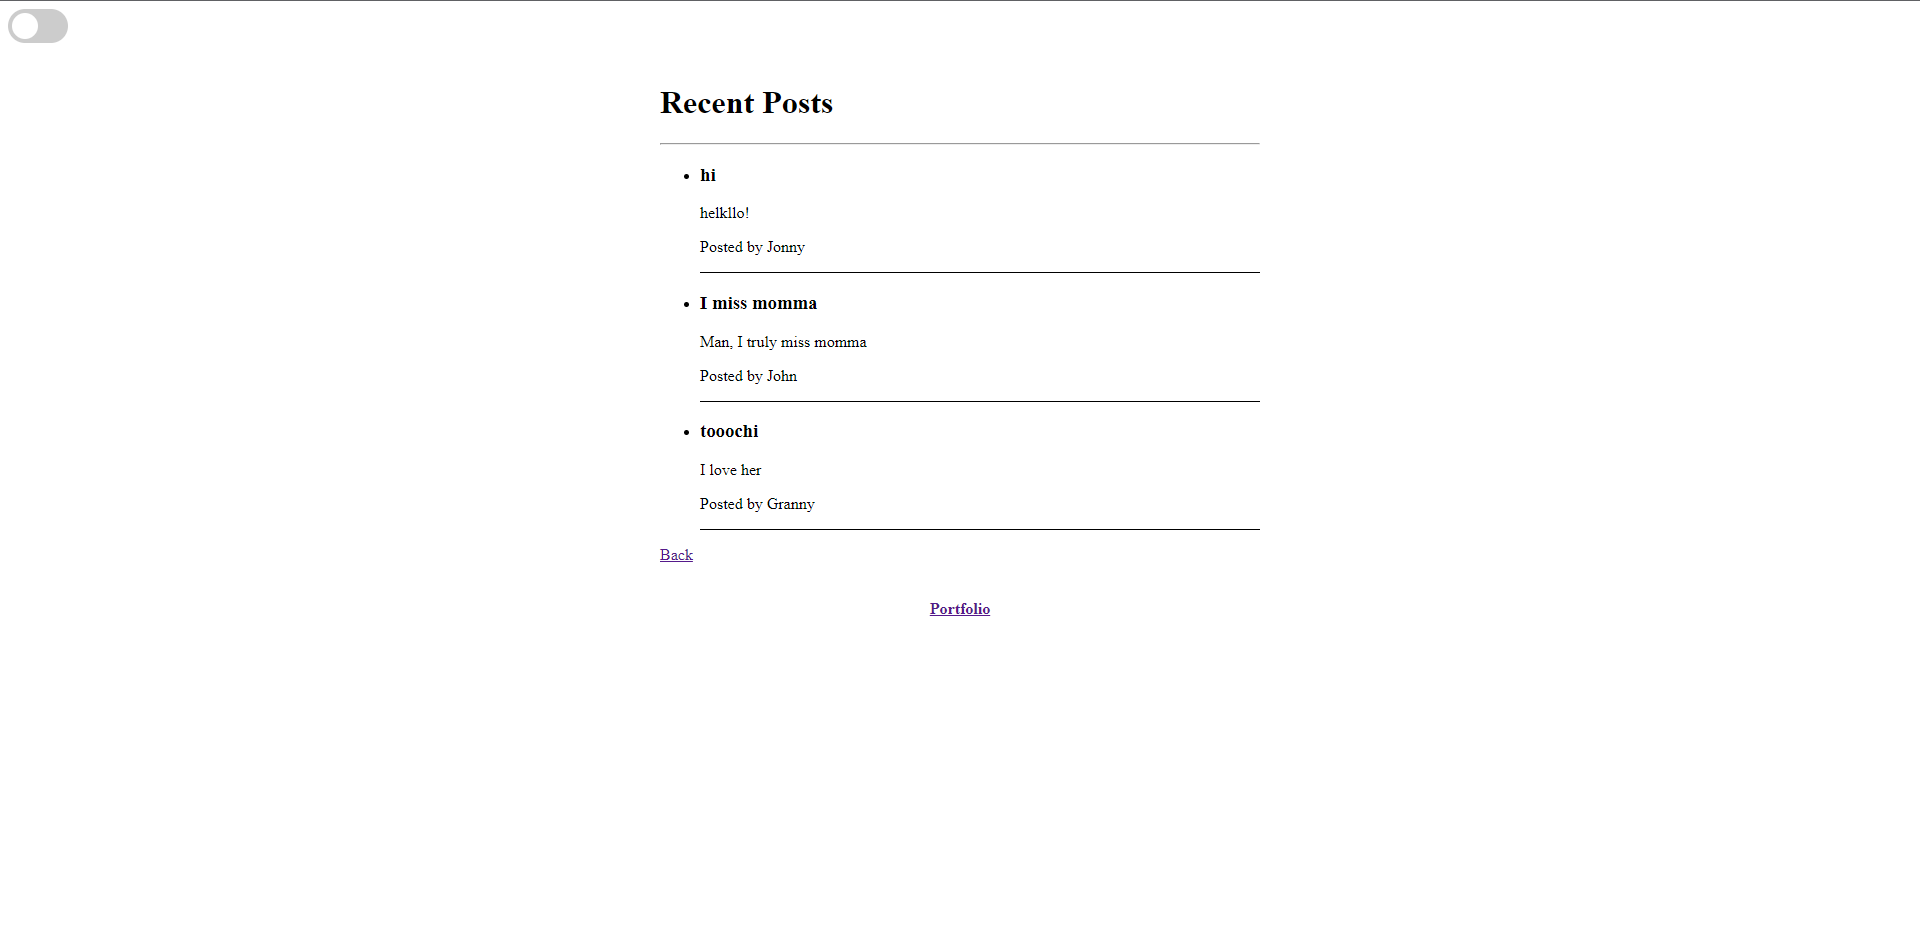 Recent Posts
hi
helkllo!
Posted by Jonny
I miss momma
Man, I truly miss momma
Posted by John
tooochi
I love her
Posted by Granny
Back
Portfolio